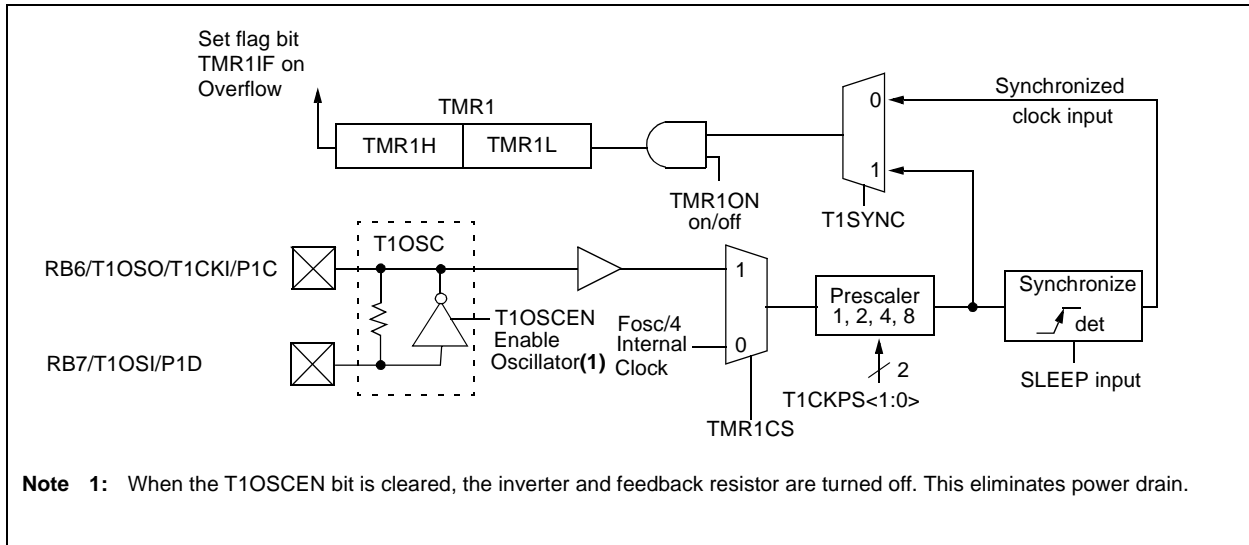 Set flag bit
TMR1IF on
Overflow
TMR1
TMR1H
TMR1L
TMR1ON
on/off
0
1
T1SYNC
Synchronized
clock input
RB6/T1OSO/T1CKI/P1C
T1OSC
RB7/T1OSI/P1D
T1OSCEN
Enable
Oscillator(1)
Fosc/4
Internal
Clock
1
0
TMR1CS
Prescaler
1, 2, 4, 8
2
T1CKPS<1:0>
Synchronize
det
SLEEP input
Note 1: When the T1OSCEN bit is cleared, the inverter and feedback resistor are turned off. This eliminates power drain.